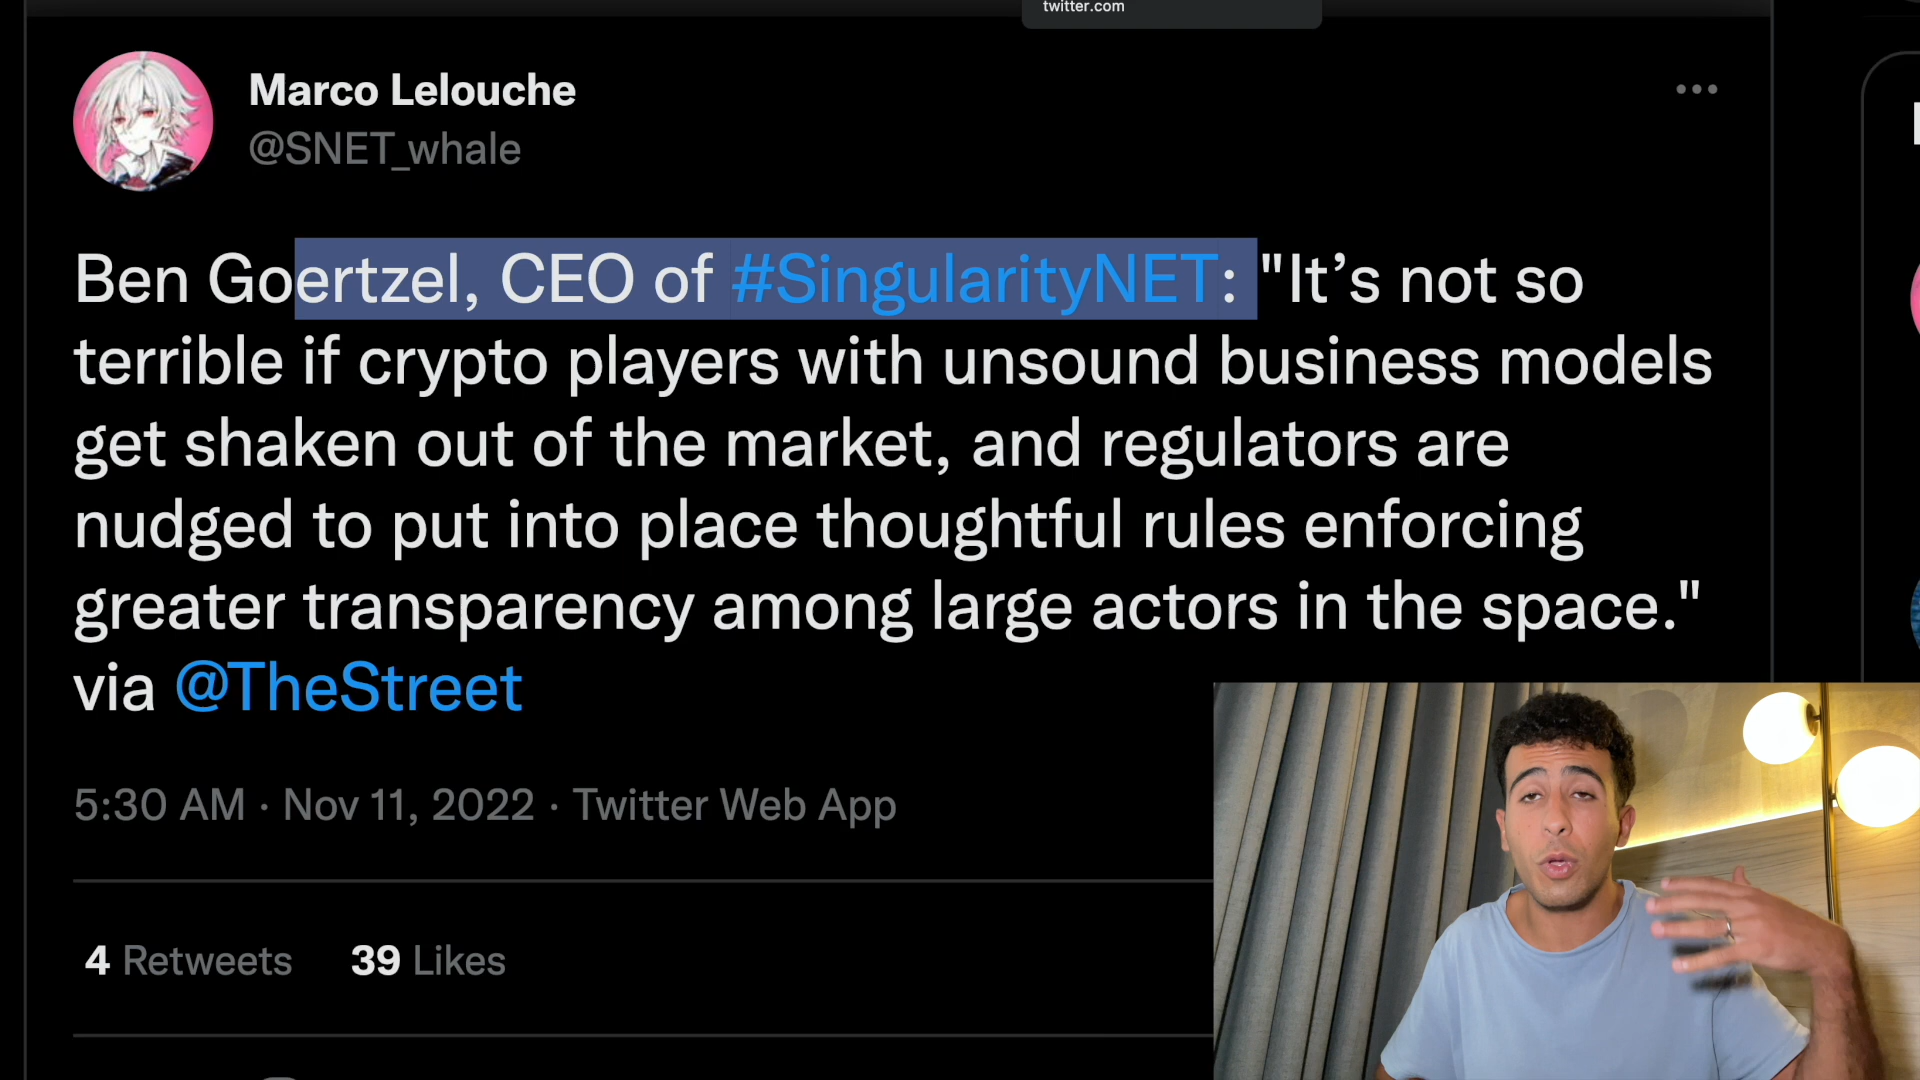 twitter.com
Marco Lelouche
@SNET_whale
Ben Goertzel, CEO of #SingularityNET: "It’s not so
terrible if crypto players with unsound business models
get shaken out of the market, and regulators are
nudged to put into place thoughtful rules enforcing
greater transparency among large actors in the space."
via @TheStreet
5:30 AM · Nov 11, 2022 · Twitter Web App
4 Retweets 39 Likes